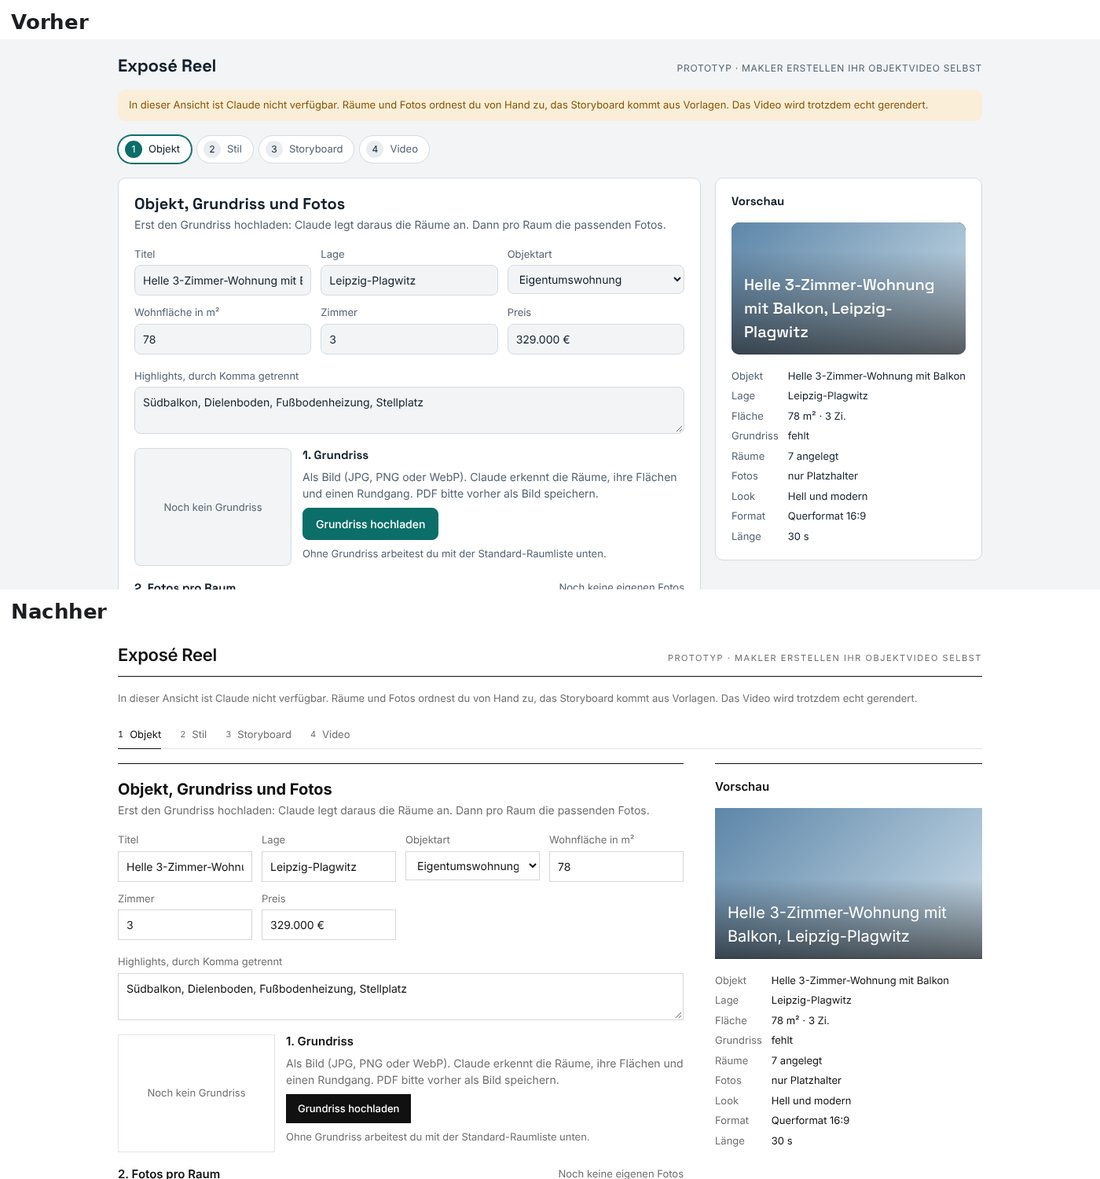 Vorher
Exposé Reel
PROTOTYP · MAKLER ERSTELLEN IHR OBJEKTVIDEO SELBST
In dieser Ansicht ist Claude nicht verfügbar. Räume und Fotos ordnest du von Hand zu, das Storyboard kommt aus Vorlagen. Das Video wird trotzdem echt gerendert.
1 Objekt 2 Stil 3 Storyboard 4 Video
Objekt, Grundriss und Fotos
Erst den Grundriss hochladen: Claude legt daraus die Räume an. Dann pro Raum die passenden Fotos.
Titel Lage Objektart
Helle 3-Zimmer-Wohnung mit B Leipzig-Plagwitz Eigentumswohnung
Wohnfläche in m² Zimmer Preis
78 3 329.000 €
Highlights, durch Komma getrennt
Südbalkon, Dielenboden, Fußbodenheizung, Stellplatz
Noch kein Grundriss
1. Grundriss
Als Bild (JPG, PNG oder WebP). Claude erkennt die Räume, ihre Flächen
und einen Rundgang. PDF bitte vorher als Bild speichern.
Grundriss hochladen
Ohne Grundriss arbeitest du mit der Standard-Raumliste unten.
2. Fotos pro Raum Noch keine eigenen Fotos
Vorschau
Helle 3-Zimmer-Wohnung
mit Balkon, Leipzig-
Plagwitz
Objekt Helle 3-Zimmer-Wohnung mit Balkon
Lage Leipzig-Plagwitz
Fläche 78 m² · 3 Zi.
Grundriss fehlt
Räume 7 angelegt
Fotos nur Platzhalter
Look Hell und modern
Format Querformat 16:9
Länge 30 s
Nachher
Exposé Reel
PROTOTYP · MAKLER ERSTELLEN IHR OBJEKTVIDEO SELBST
In dieser Ansicht ist Claude nicht verfügbar. Räume und Fotos ordnest du von Hand zu, das Storyboard kommt aus Vorlagen. Das Video wird trotzdem echt gerendert.
1 Objekt 2 Stil 3 Storyboard 4 Video
Objekt, Grundriss und Fotos
Erst den Grundriss hochladen: Claude legt daraus die Räume an. Dann pro Raum die passenden Fotos.
Titel Lage Objektart Wohnfläche in m²
Helle 3-Zimmer-Wohnu Leipzig-Plagwitz Eigentumswohnung 78
Zimmer Preis
3 329.000 €
Highlights, durch Komma getrennt
Südbalkon, Dielenboden, Fußbodenheizung, Stellplatz
Noch kein Grundriss
1. Grundriss
Als Bild (JPG, PNG oder WebP). Claude erkennt die Räume, ihre Flächen und
einen Rundgang. PDF bitte vorher als Bild speichern.
Grundriss hochladen
Ohne Grundriss arbeitest du mit der Standard-Raumliste unten.
2. Fotos pro Raum Noch keine eigenen Fotos
Vorschau
Helle 3-Zimmer-Wohnung mit
Balkon, Leipzig-Plagwitz
Objekt Helle 3-Zimmer-Wohnung mit Balkon
Lage Leipzig-Plagwitz
Fläche 78 m² · 3 Zi.
Grundriss fehlt
Räume 7 angelegt
Fotos nur Platzhalter
Look Hell und modern
Format Querformat 16:9
Länge 30 s